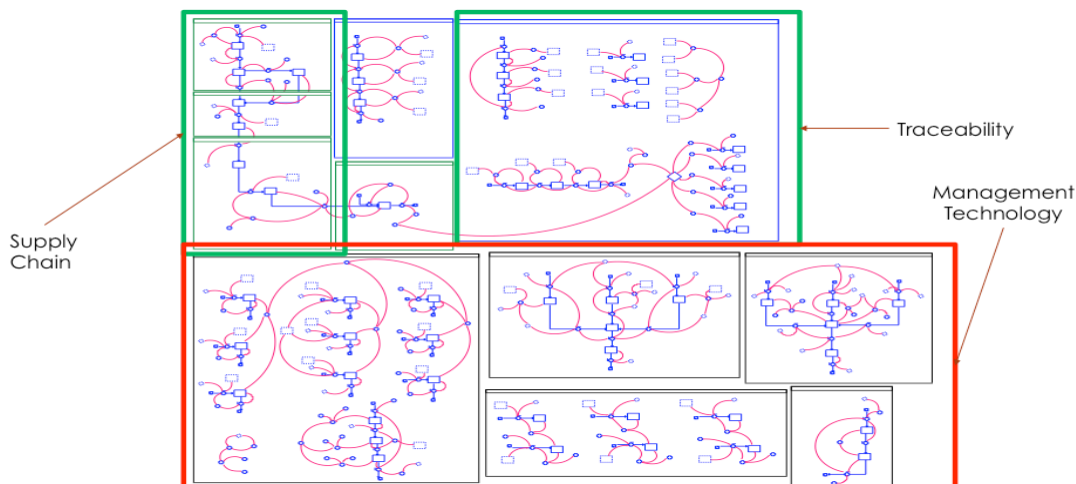 Traceability
Management
Technology
Supply
Chain